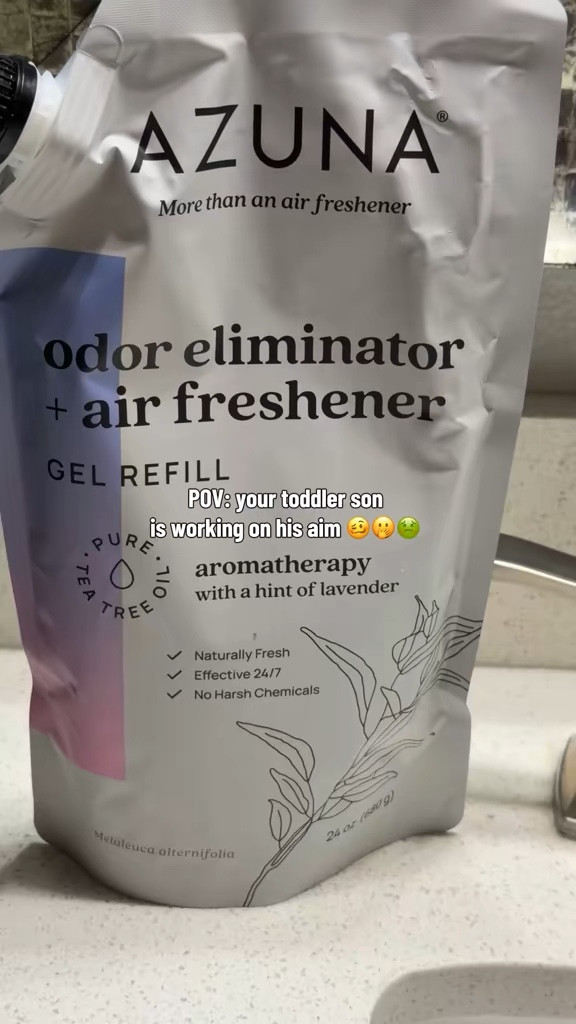 AZUNA®
More than an air freshener
odor eliminator
+ air freshener
GEL REFILL
POV: your toddler son
is working on his aim 🥴🤭🤢
· PURE · TEA TREE OIL
aromatherapy
with a hint of lavender
✓ Naturally Fresh
✓ Effective 24/7
✓ No Harsh Chemicals
24 oz (680 g)
Melaleuca alternifolia